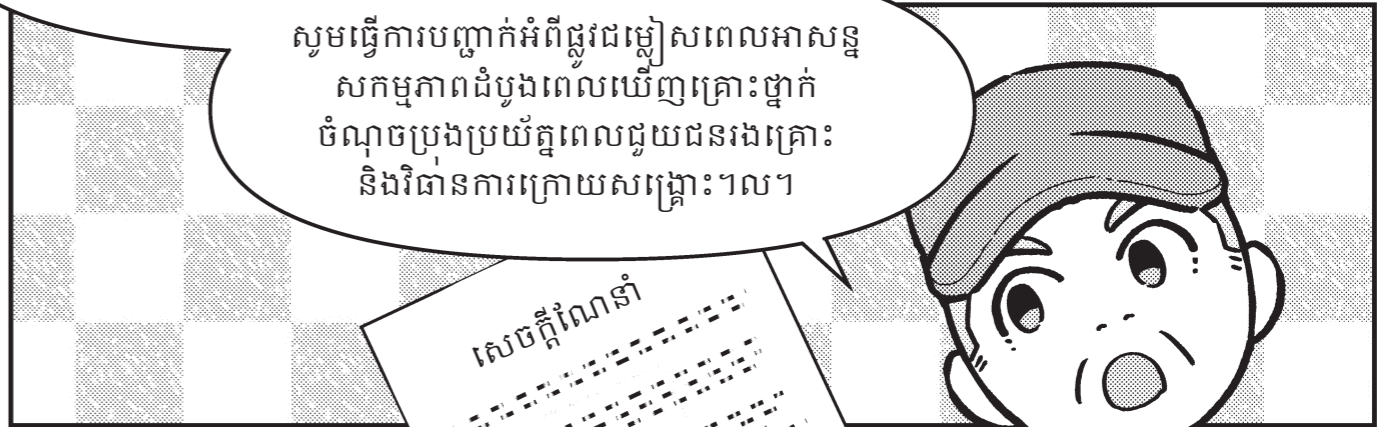 សូមធ្វើការបញ្ជាក់អំពីផ្លូវជម្លៀសពេលអាសន្ន
សកម្មភាពដំបូងពេលឃើញគ្រោះថ្នាក់
ចំណុចប្រុងប្រយ័ត្នពេលជួយជនរងគ្រោះ
និងវិធានការក្រោយសង្គ្រោះ។ល។
សេចក្តីណែនាំ